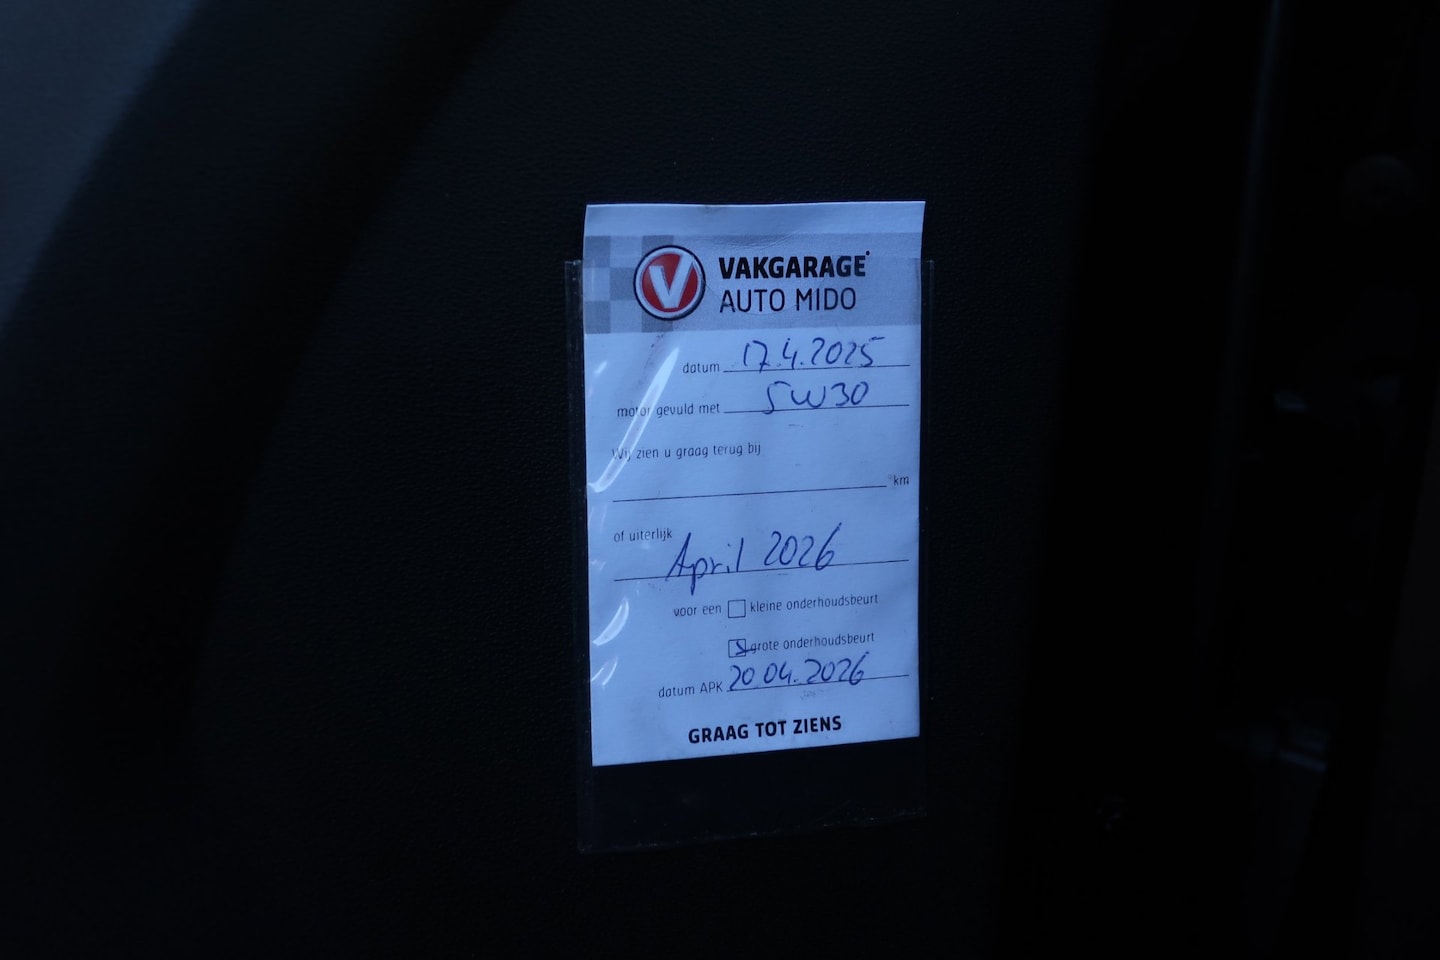 V VAKGARAGE
AUTO MIDO
datum 17.4.2025
motor gevuld met 5W30
Wij zien u graag terug bij
km
of uiterlijk
April 2026
voor een kleine onderhoudsbeurt
grote onderhoudsbeurt
datum APK 20.04.2026
GRAAG TOT ZIENS